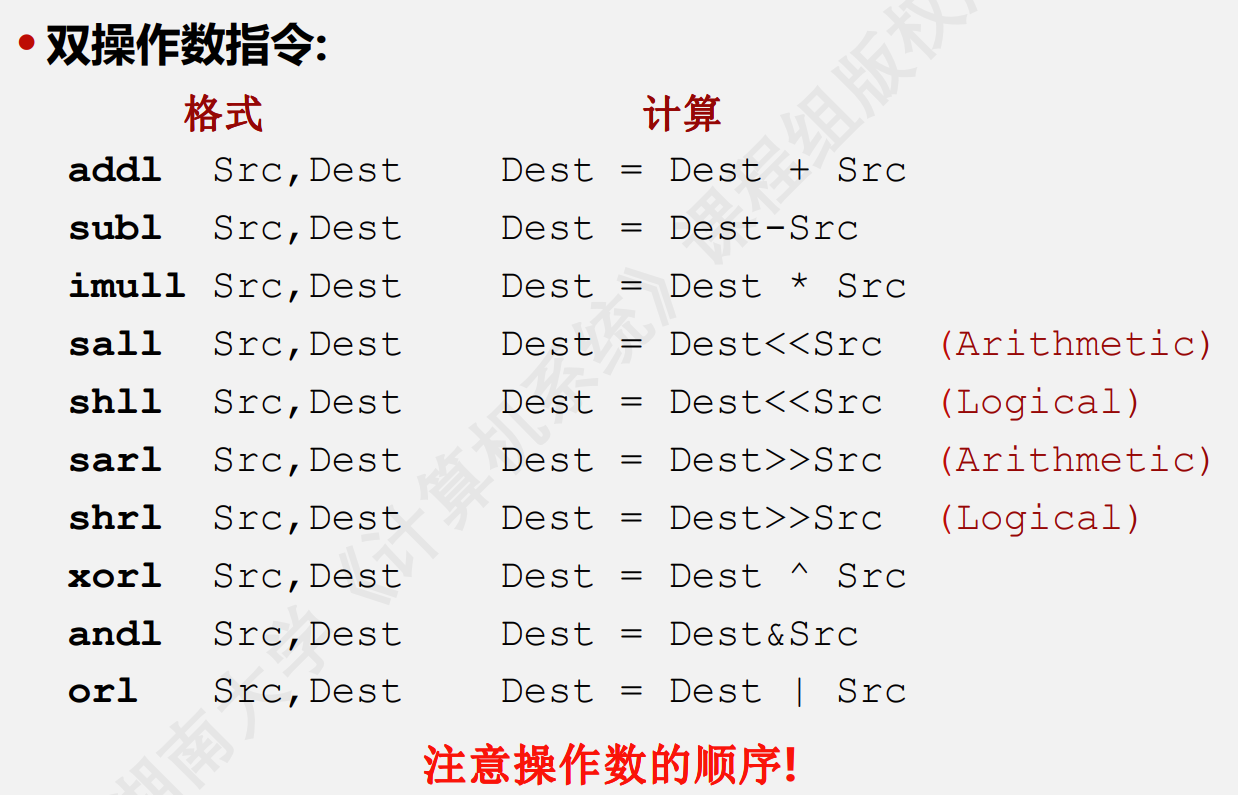 • 双操作数指令:
格式 计算
addl Src,Dest Dest = Dest + Src
subl Src,Dest Dest = Dest-Src
imull Src,Dest Dest = Dest * Src
sall Src,Dest Dest = Dest<<Src (Arithmetic)
shll Src,Dest Dest = Dest<<Src (Logical)
sarl Src,Dest Dest = Dest>>Src (Arithmetic)
shrl Src,Dest Dest = Dest>>Src (Logical)
xorl Src,Dest Dest = Dest ^ Src
andl Src,Dest Dest = Dest&Src
orl Src,Dest Dest = Dest | Src
注意操作数的顺序!
湖南大学《计算机系统》课程组版权